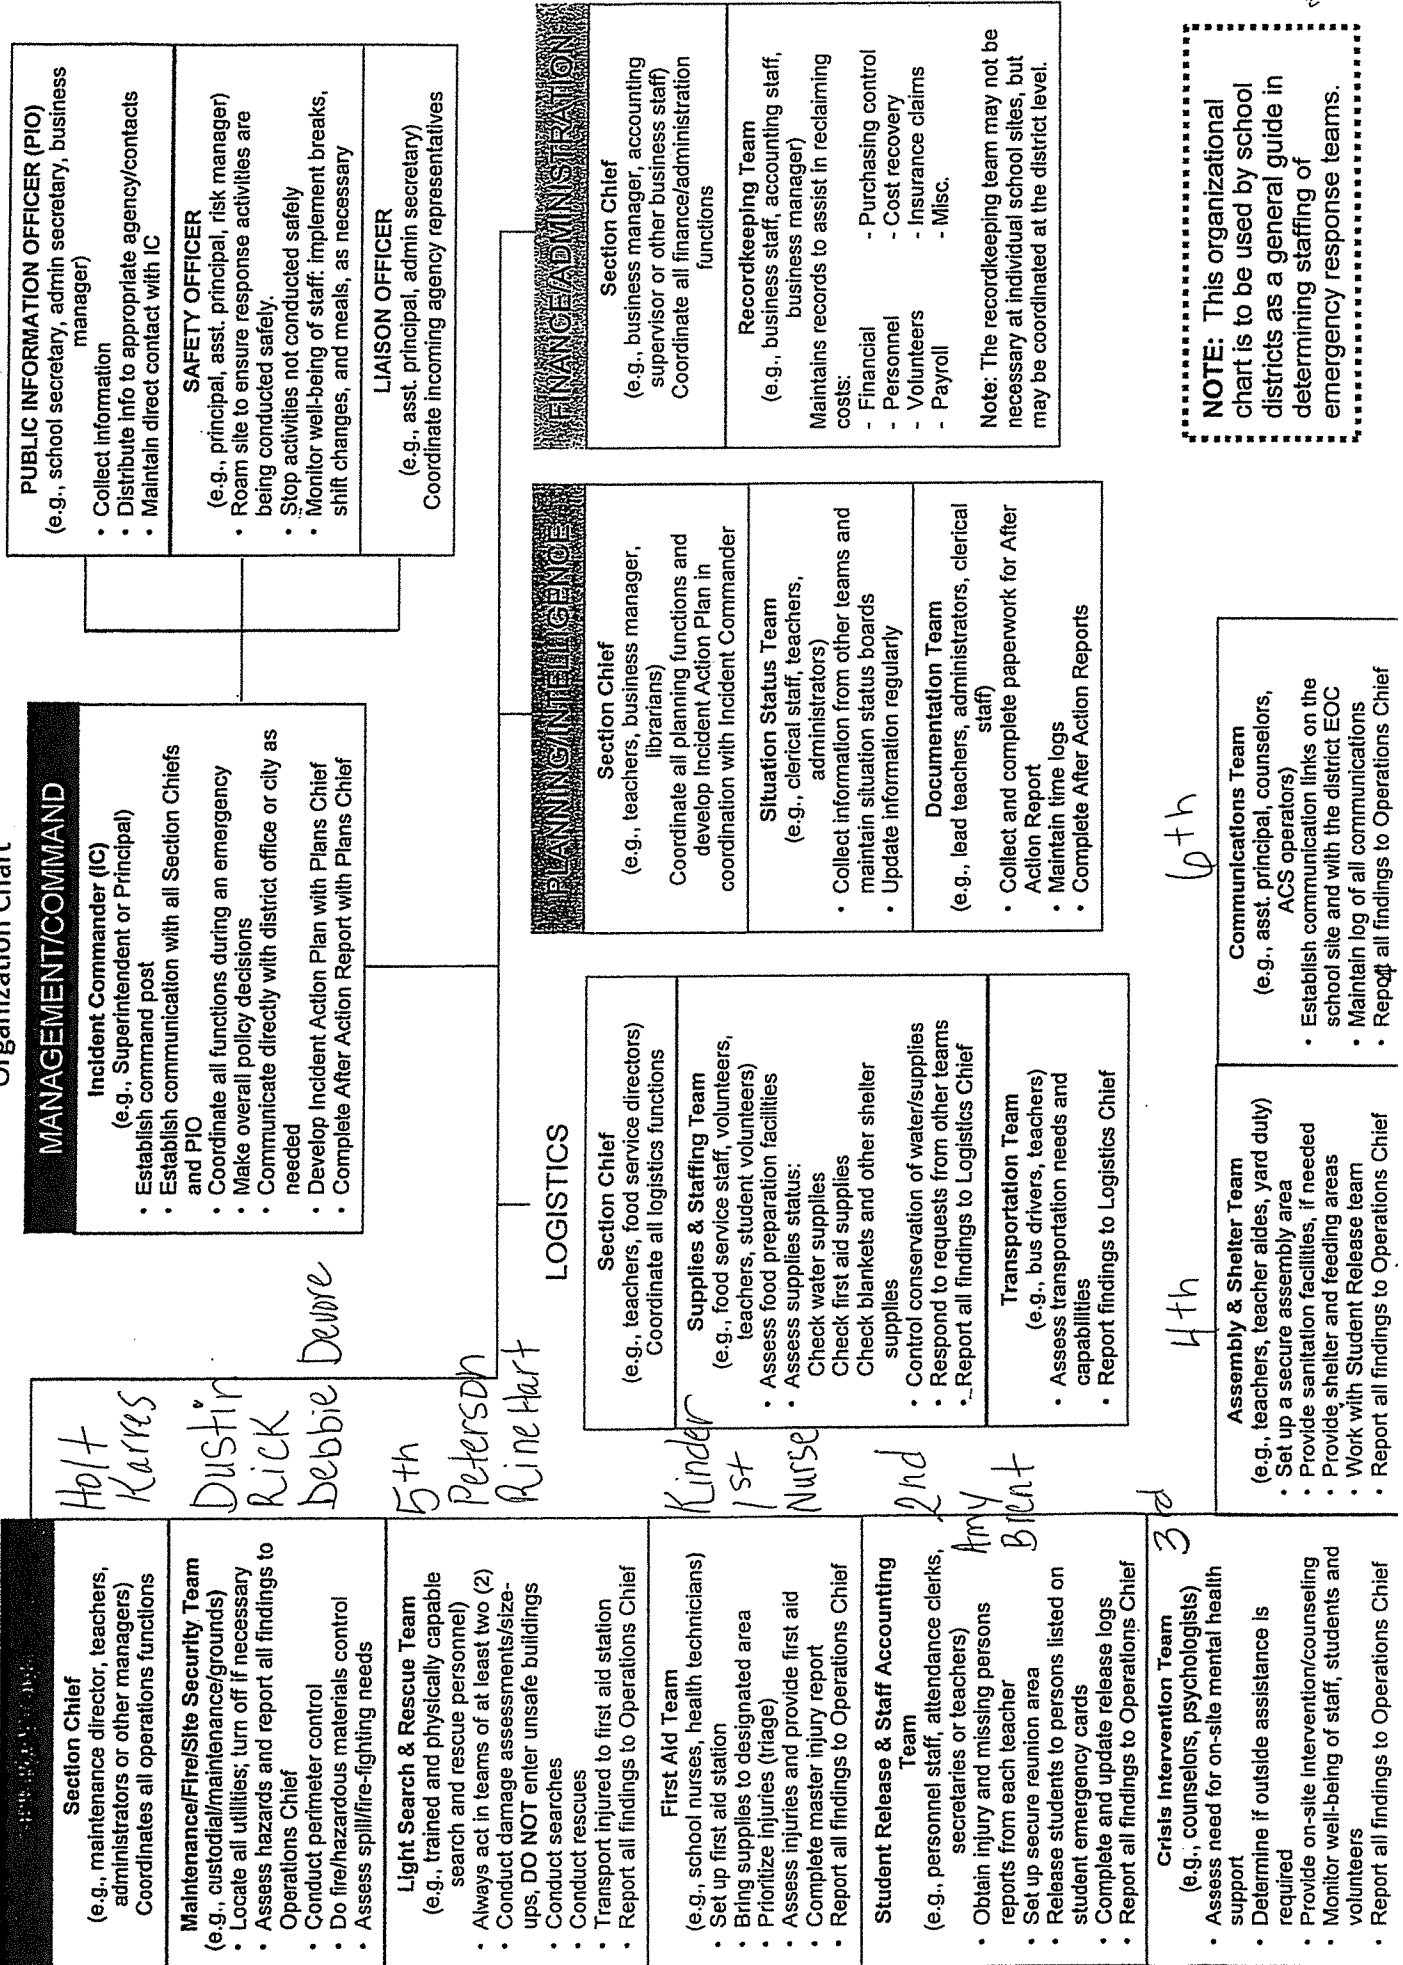 Organization Chart
MANAGEMENT/COMMAND
Incident Commander (IC)
(e.g., Superintendent or Principal)
• Establish command post
• Establish communication with all Section Chiefs
and PIO
• Coordinate all functions during an emergency
• Make overall policy decisions
• Communicate directly with district office or city as
needed
• Develop Incident Action Plan with Plans Chief
• Complete After Action Report with Plans Chief
PUBLIC INFORMATION OFFICER (PIO)
(e.g., school secretary, admin secretary, business
manager)
• Collect information
• Distribute info to appropriate agency/contacts
• Maintain direct contact with IC
SAFETY OFFICER
(e.g., principal, asst. principal, risk manager)
• Roam site to ensure response activities are
being conducted safely.
• Stop activities not conducted safely
• Monitor well-being of staff: implement breaks,
shift changes, and meals, as necessary
LIAISON OFFICER
(e.g., asst. principal, admin secretary)
Coordinate incoming agency representatives
Section Chief
(e.g., maintenance director, teachers,
administrators or other managers)
Coordinates all operations functions
Holt
Karres
Maintenance/Fire/Site Security Team
(e.g., custodial/maintenance/grounds)
• Locate all utilities; turn off if necessary
• Assess hazards and report all findings to
Operations Chief
• Conduct perimeter control
• Do fire/hazardous materials control
• Assess spill/fire-fighting needs
Dustin
Rick
Debbie Devore
Light Search & Rescue Team
(e.g., trained and physically capable
search and rescue personnel)
• Always act in teams of at least two (2)
• Conduct damage assessments/size-
ups, DO NOT enter unsafe buildings
• Conduct searches
• Conduct rescues
• Transport injured to first aid station
• Report all findings to Operations Chief
5th
Peterson
RineHart
First Aid Team
(e.g., school nurses, health technicians)
• Set up first aid station
• Bring supplies to designated area
• Prioritize injuries (triage)
• Assess injuries and provide first aid
• Complete master injury report
• Report all findings to Operations Chief
Kinder
1st
Nurse
Student Release & Staff Accounting
Team
(e.g., personnel staff, attendance clerks,
secretaries or teachers)
• Obtain injury and missing persons
reports from each teacher
• Set up secure reunion area
• Release students to persons listed on
student emergency cards
• Complete and update release logs
• Report all findings to Operations Chief
2nd
Amy
Brent
Crisis Intervention Team
(e.g., counselors, psychologists)
• Assess need for on-site mental health
support
• Determine if outside assistance is
required
• Provide on-site intervention/counseling
• Monitor well-being of staff, students and
volunteers
• Report all findings to Operations Chief
3rd
Assembly & Shelter Team
(e.g., teachers, teacher aides, yard duty)
• Set up a secure assembly area
• Provide sanitation facilities, if needed
• Provide shelter and feeding areas
• Work with Student Release team
• Report all findings to Operations Chief
4th
Communications Team
(e.g., asst. principal, counselors,
ACS operators)
• Establish communication links on the
school site and with the district EOC
• Maintain log of all communications
• Report all findings to Operations Chief
6th
LOGISTICS
Section Chief
(e.g., teachers, food service directors)
Coordinate all logistics functions
Supplies & Staffing Team
(e.g., food service staff, volunteers,
teachers, student volunteers)
• Assess food preparation facilities
• Assess supplies status:
Check water supplies
Check first aid supplies
Check blankets and other shelter
supplies
• Control conservation of water/supplies
• Respond to requests from other teams
• Report all findings to Logistics Chief
Transportation Team
(e.g., bus drivers, teachers)
• Assess transportation needs and
capabilities
• Report findings to Logistics Chief
PLANNING/INTELLIGENCE
Section Chief
(e.g., teachers, business manager,
librarians)
Coordinate all planning functions and
develop Incident Action Plan in
coordination with Incident Commander
Situation Status Team
(e.g., clerical staff, teachers,
administrators)
• Collect information from other teams and
maintain situation status boards
• Update information regularly
Documentation Team
(e.g., lead teachers, administrators, clerical
staff)
• Collect and complete paperwork for After
Action Report
• Maintain time logs
• Complete After Action Reports
FINANCE/ADMINISTRATION
Section Chief
(e.g., business manager, accounting
supervisor or other business staff)
Coordinate all finance/administration
functions
Recordkeeping Team
(e.g., business staff, accounting staff,
business manager)
Maintains records to assist in reclaiming
costs:
- Financial - Purchasing control
- Personnel - Cost recovery
- Volunteers - Insurance claims
- Payroll - Misc.
Note: The recordkeeping team may not be
necessary at individual school sites, but
may be coordinated at the district level.
NOTE: This organizational
chart is to be used by school
districts as a general guide in
determining staffing of
emergency response teams.